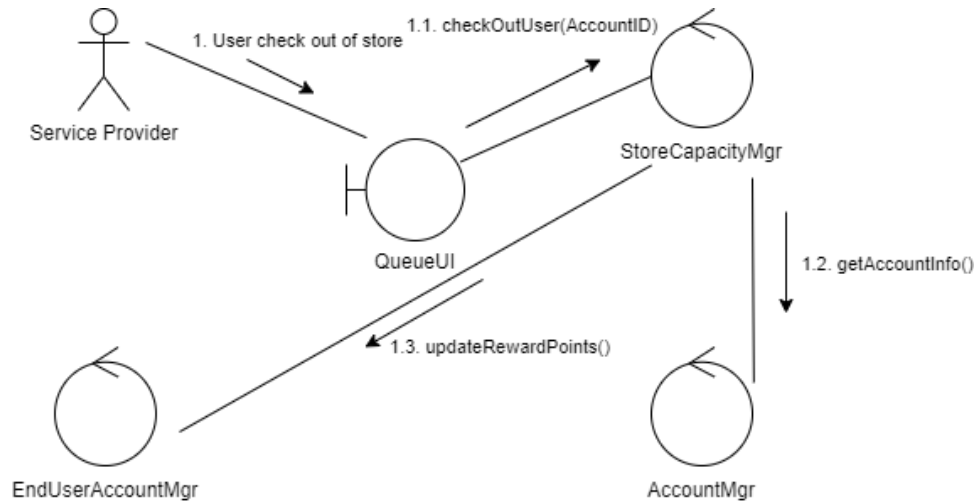 1. User check out of store
1.1. checkOutUser(AccountID)
Service Provider
StoreCapacityMgr
QueueUI
1.2. getAccountInfo()
1.3. updateRewardPoints()
EndUserAccountMgr
AccountMgr